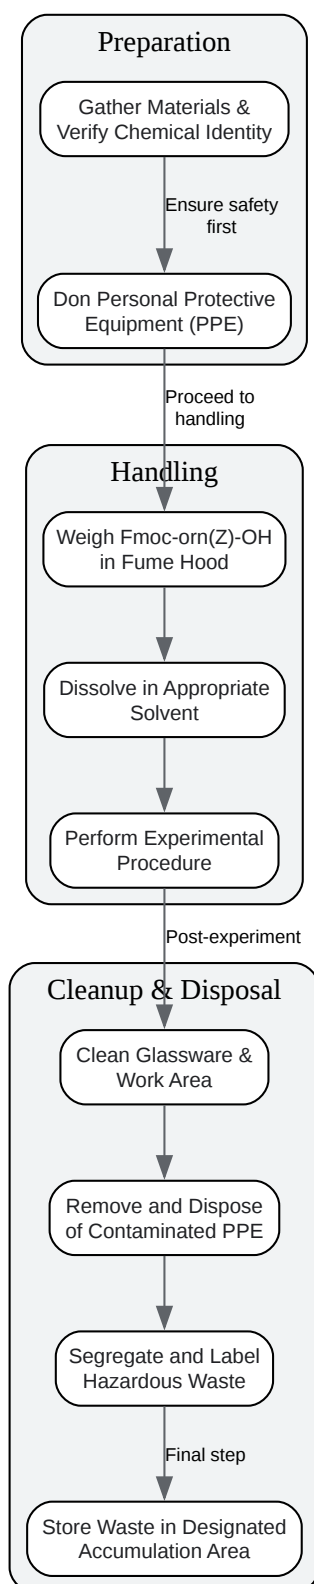 Preparation
Gather Materials &
Verify Chemical Identity
Ensure safety
first
Don Personal Protective
Equipment (PPE)
Proceed to
handling
Handling
Weigh Fmoc-orn(Z)-OH
in Fume Hood
Dissolve in Appropriate
Solvent
Perform Experimental
Procedure
Post-experiment
Cleanup & Disposal
Clean Glassware &
Work Area
Remove and Dispose
of Contaminated PPE
Segregate and Label
Hazardous Waste
Final step
Store Waste in Designated
Accumulation Area